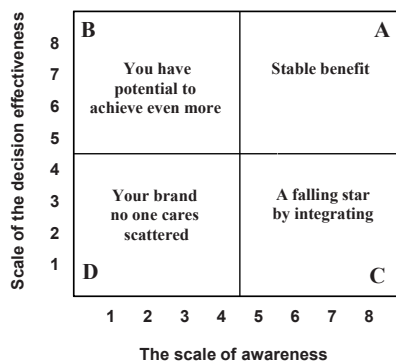 Scale of the decision effectiveness
8
7
6
5
4
3
2
1
B
You have
potential to
achieve even more
A
Stable benefit
Your brand
no one cares
scattered
D
A falling star
by integrating
C
1 2 3 4 5 6 7 8
The scale of awareness